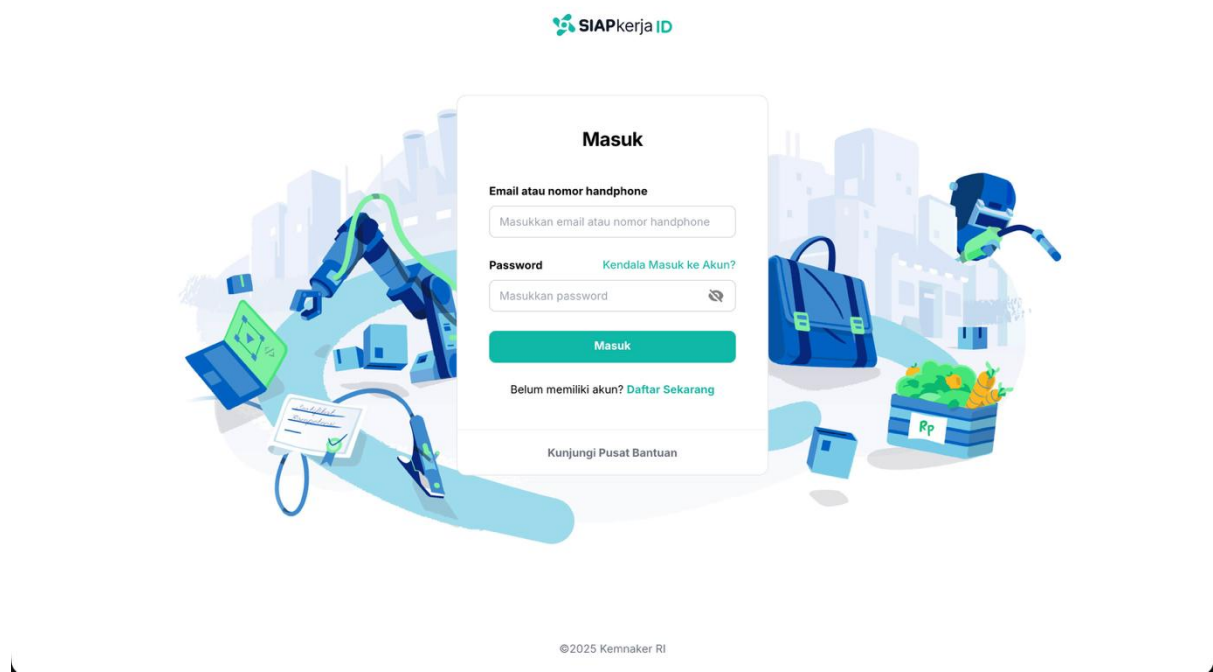 SIAPkerja ID
Masuk
Email atau nomor handphone
Masukkan email atau nomor handphone
Password Kendala Masuk ke Akun?
Masukkan password
Masuk
Belum memiliki akun? Daftar Sekarang
Rp
Kunjungi Pusat Bantuan
©2025 Kemnaker RI